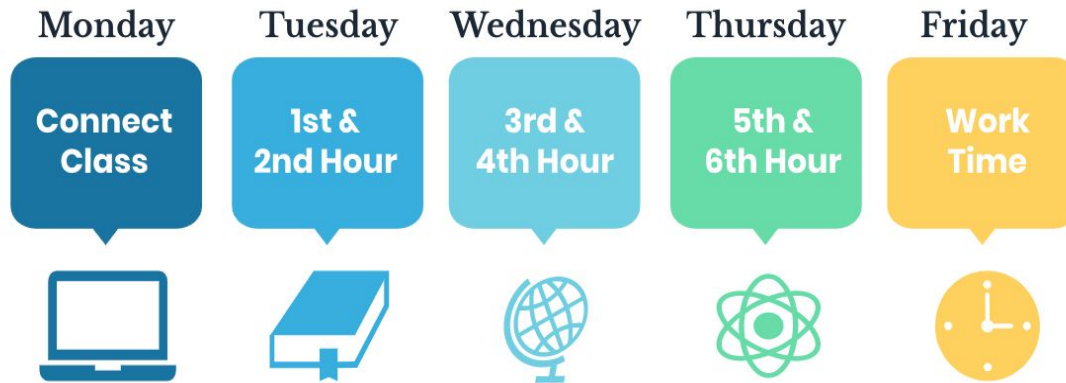 Monday
Tuesday
Wednesday
Thursday
Friday
Connect
Class
1st &
2nd Hour
3rd &
4th Hour
5th &
6th Hour
Work
Time